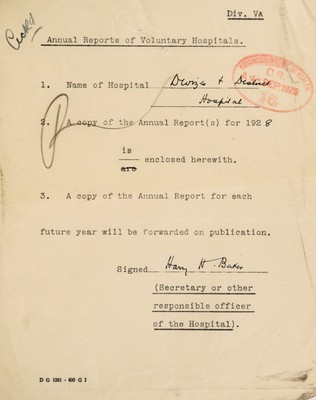 Div. VA
Ack'd
Annual Reports of Voluntary Hospitals.
1. Name of Hospital Devizes & District
Hospital
2. A copy of the Annual Report(s) for 1928
is
are enclosed herewith.
3. A copy of the Annual Report for each
future year will be forwarded on publication.
Signed Harry H. Baker
(Secretary or other
responsible officer
of the Hospital).
D G 1361 - 600 G I